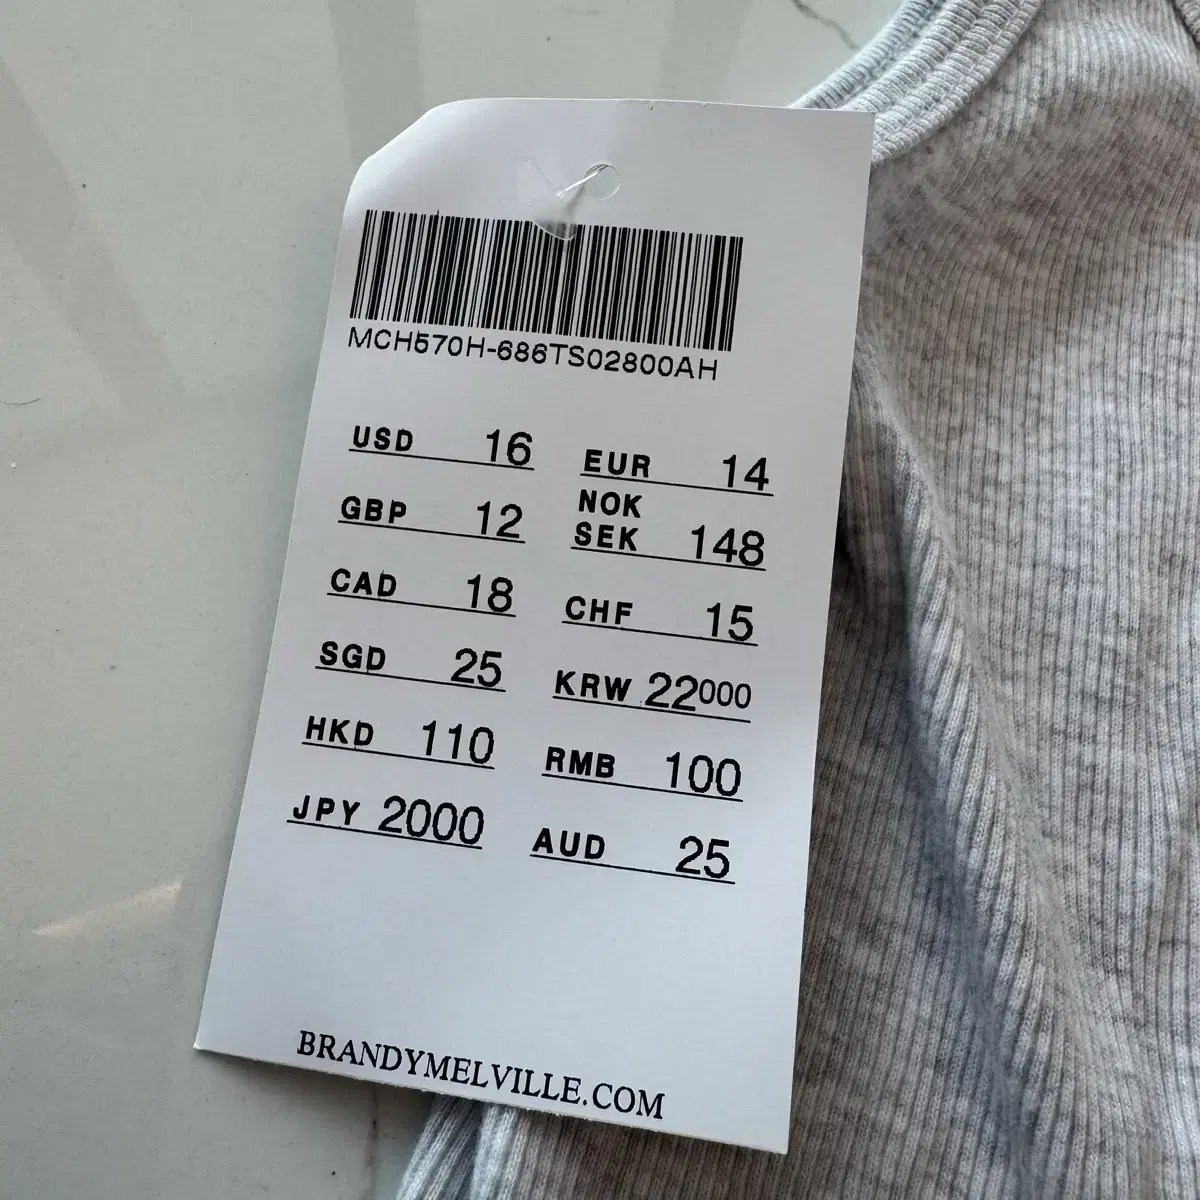 MCH570H-686TS02800AH
USD 16 EUR 14
GBP 12 NOK SEK 148
CAD 18 CHF 15
SGD 25 KRW 22000
HKD 110 RMB 100
JPY 2000 AUD 25
BRANDYMELVILLE.COM